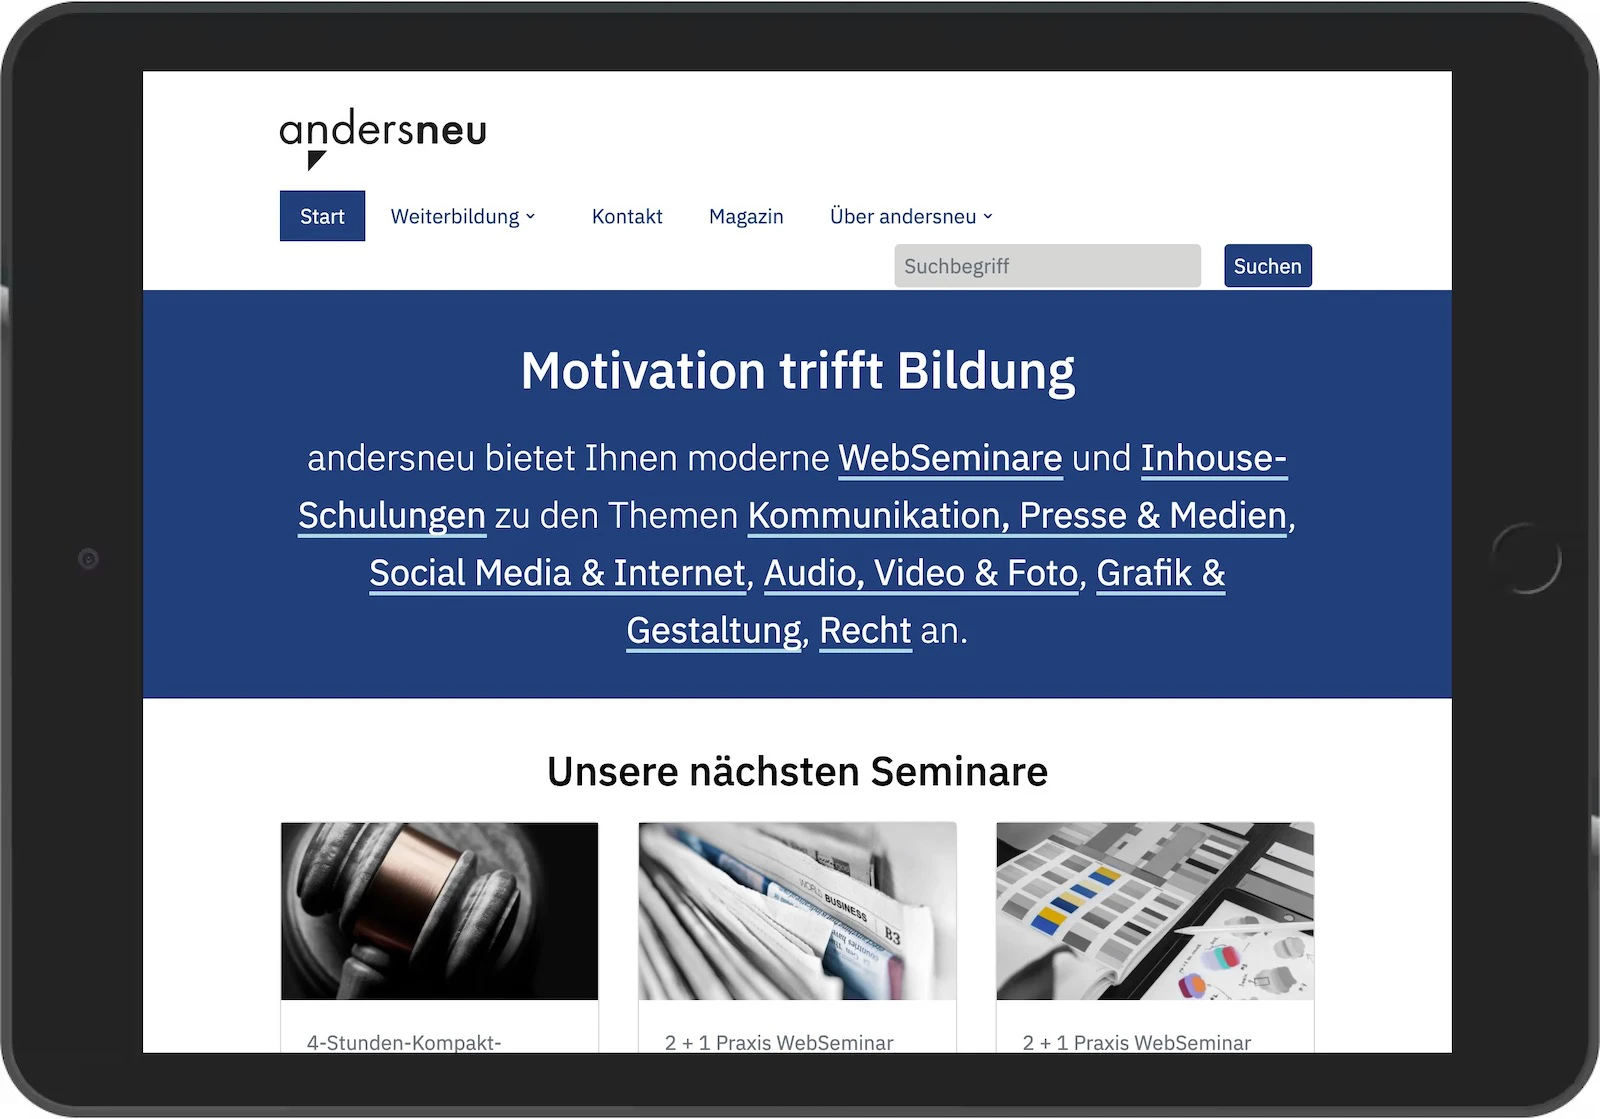 andersneu
Start Weiterbildung Kontakt Magazin Über andersneu
Suchbegriff Suchen
Motivation trifft Bildung
andersneu bietet Ihnen moderne WebSeminare und Inhouse-
Schulungen zu den Themen Kommunikation, Presse & Medien,
Social Media & Internet, Audio, Video & Foto, Grafik &
Gestaltung, Recht an.
Unsere nächsten Seminare
WORLD BUSINESS
B3
countries have
4-Stunden-Kompakt-
2 + 1 Praxis WebSeminar
2 + 1 Praxis WebSeminar